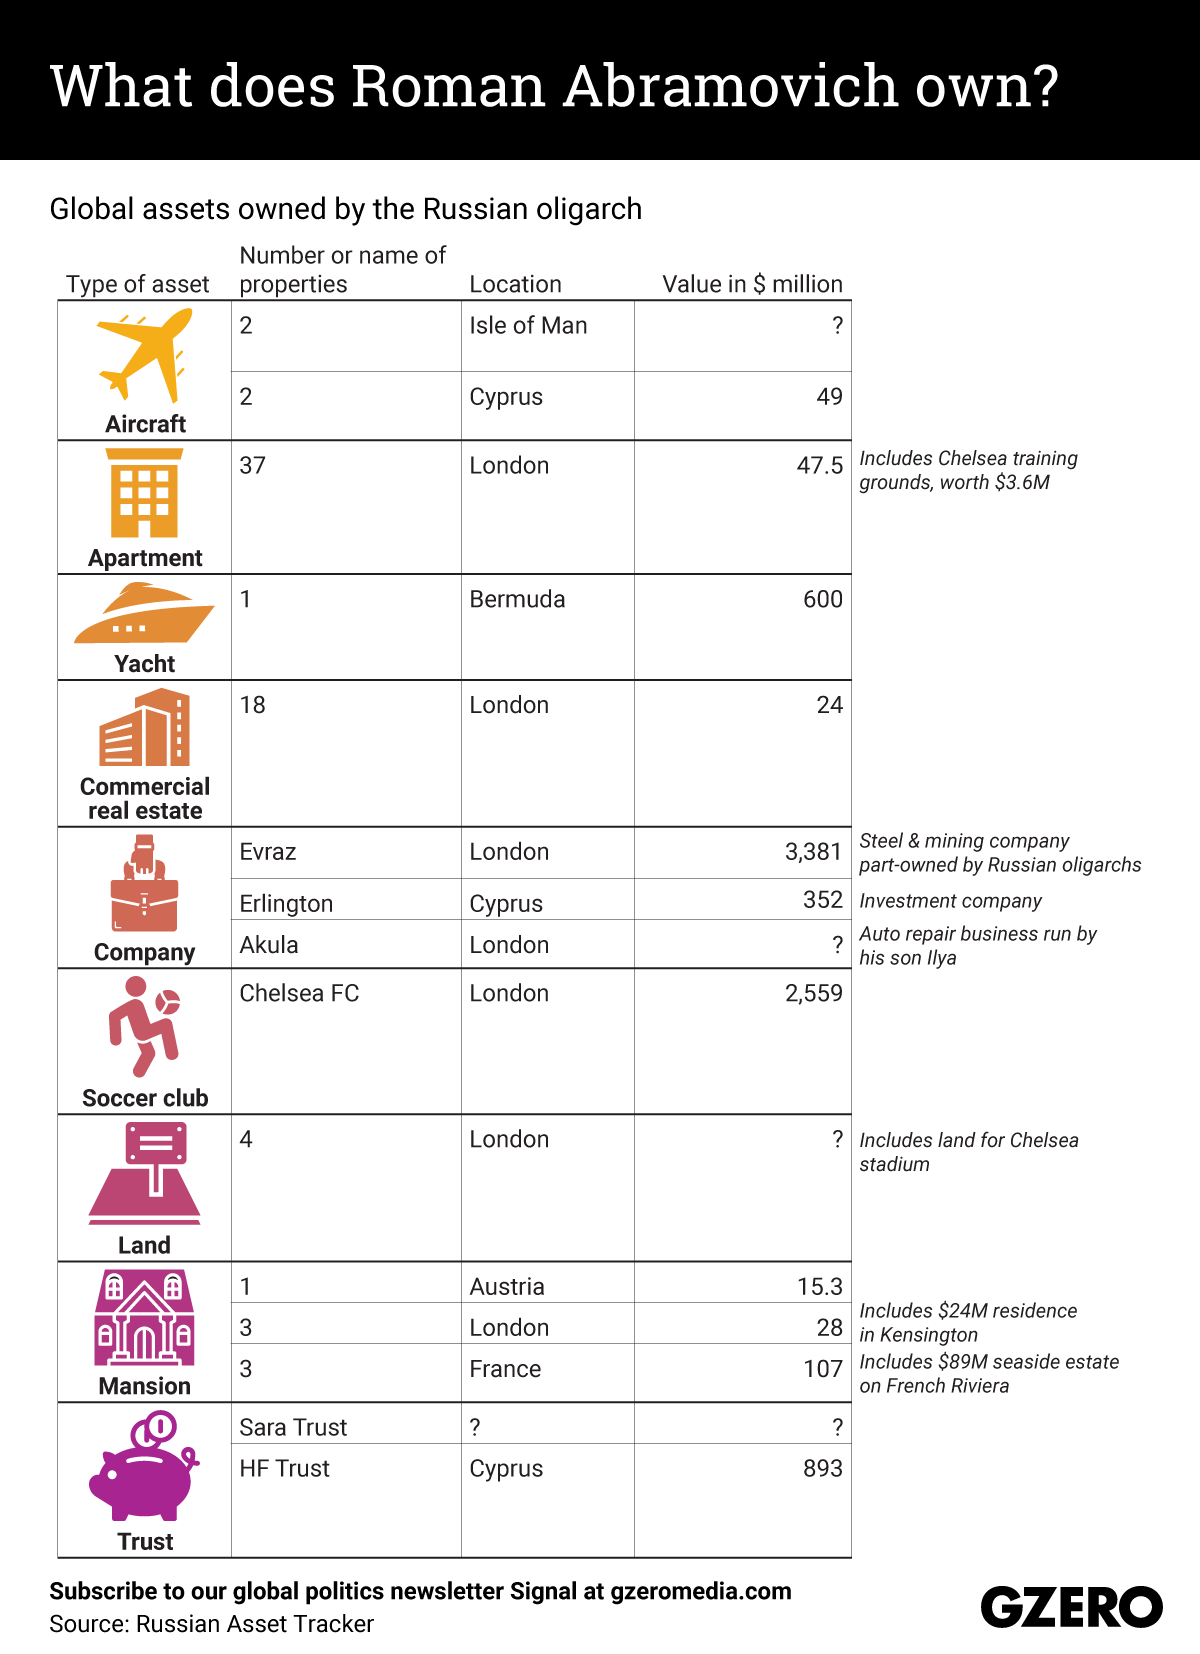 What does Roman Abramovich own?
Global assets owned by the Russian oligarch
Type of asset
Number or name of
properties
Location
Value in $ million
Aircraft
2
Isle of Man
?
2
Cyprus
49
Apartment
37
London
47.5
Includes Chelsea training
grounds, worth $3.6M
Yacht
1
Bermuda
600
Commercial
real estate
18
London
24
Company
Evraz
London
3,381
Steel & mining company
part-owned by Russian oligarchs
Erlington
Cyprus
352
Investment company
Akula
London
?
Auto repair business run by
his son Ilya
Soccer club
Chelsea FC
London
2,559
Land
4
London
?
Includes land for Chelsea
stadium
Mansion
1
Austria
15.3
3
London
28
Includes $24M residence
in Kensington
3
France
107
Includes $89M seaside estate
on French Riviera
Trust
Sara Trust
?
?
HF Trust
Cyprus
893
Subscribe to our global politics newsletter Signal at gzeromedia.com
Source: Russian Asset Tracker
GZERO